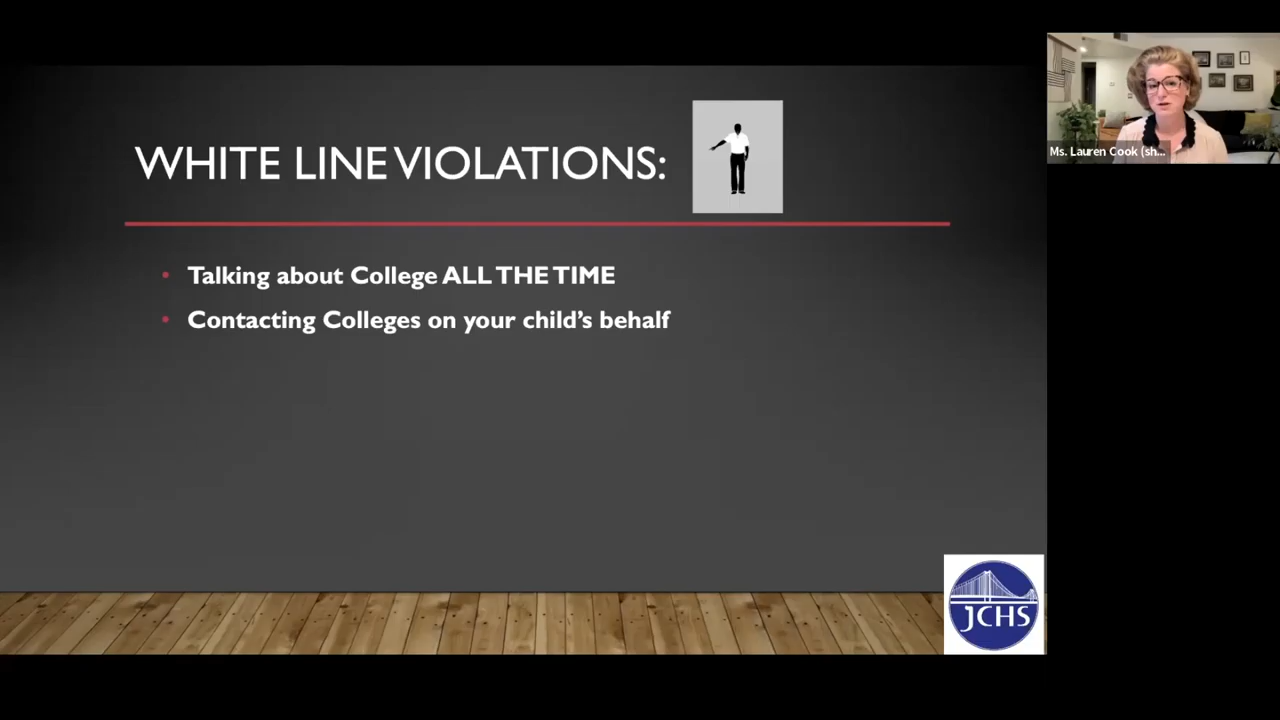 WHITE LINE VIOLATIONS:
• Talking about College ALL THE TIME
• Contacting Colleges on your child's behalf
Ms. Lauren Cook (sh...
JCHS